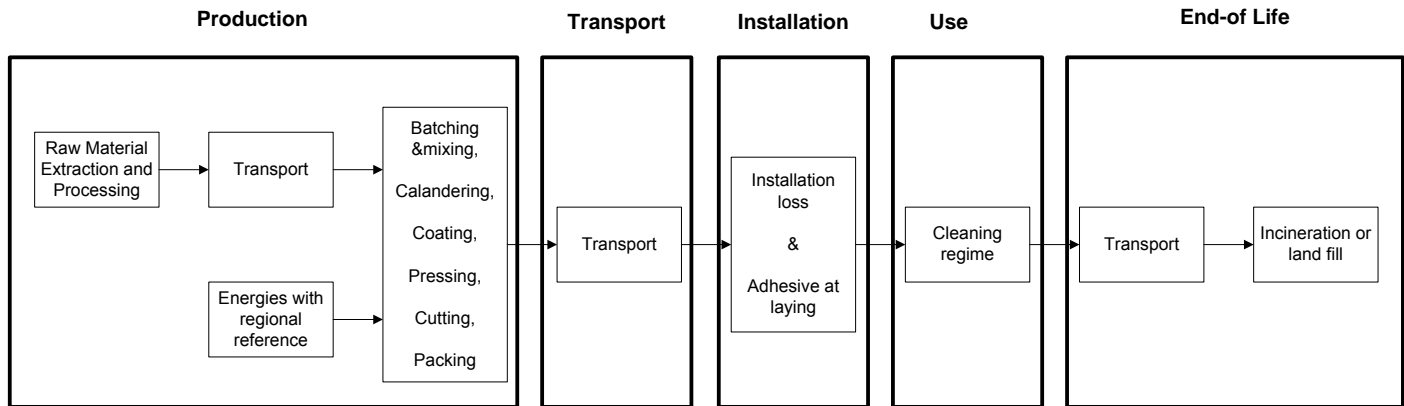 Production
Transport
Installation
Use
End-of Life
Raw Material
Extraction and
Processing
Transport
Energies with
regional
reference
Batching
&mixing,
Calandering,
Coating,
Pressing,
Cutting,
Packing
Transport
Installation
loss
&
Adhesive at
laying
Cleaning
regime
Transport
Incineration or
land fill